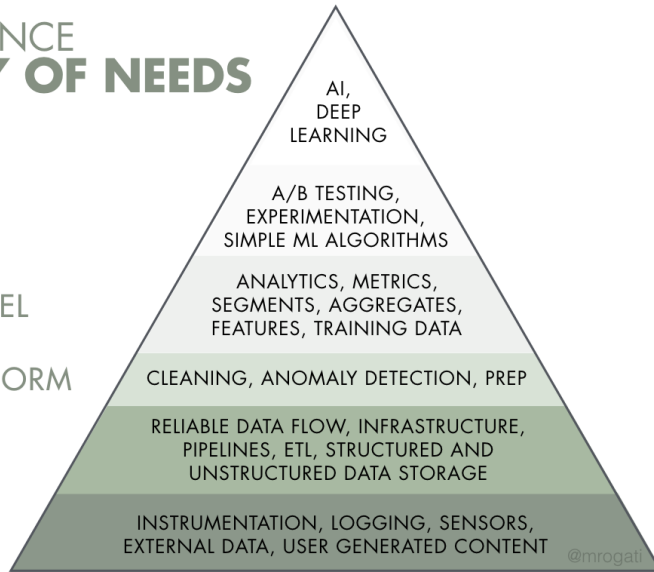 NCE
Y OF NEEDS
AI,
DEEP
LEARNING
A/B TESTING,
EXPERIMENTATION,
SIMPLE ML ALGORITHMS
EL
ANALYTICS, METRICS,
SEGMENTS, AGGREGATES,
FEATURES, TRAINING DATA
ORM
CLEANING, ANOMALY DETECTION, PREP
RELIABLE DATA FLOW, INFRASTRUCTURE,
PIPELINES, ETL, STRUCTURED AND
UNSTRUCTURED DATA STORAGE
INSTRUMENTATION, LOGGING, SENSORS,
EXTERNAL DATA, USER GENERATED CONTENT
@mrogati